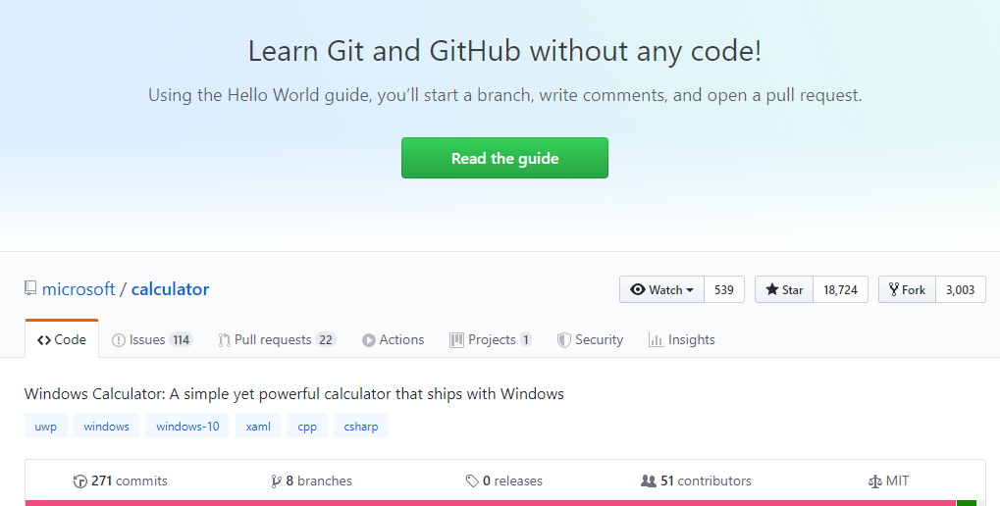 Learn Git and GitHub without any code!
Using the Hello World guide, you’ll start a branch, write comments, and open a pull request.
Read the guide
microsoft / calculator Watch 539 Star 18,724 Fork 3,003
Code Issues 114 Pull requests 22 Actions Projects 1 Security Insights
Windows Calculator: A simple yet powerful calculator that ships with Windows
uwp windows windows-10 xaml cpp csharp
271 commits 8 branches 0 releases 51 contributors MIT